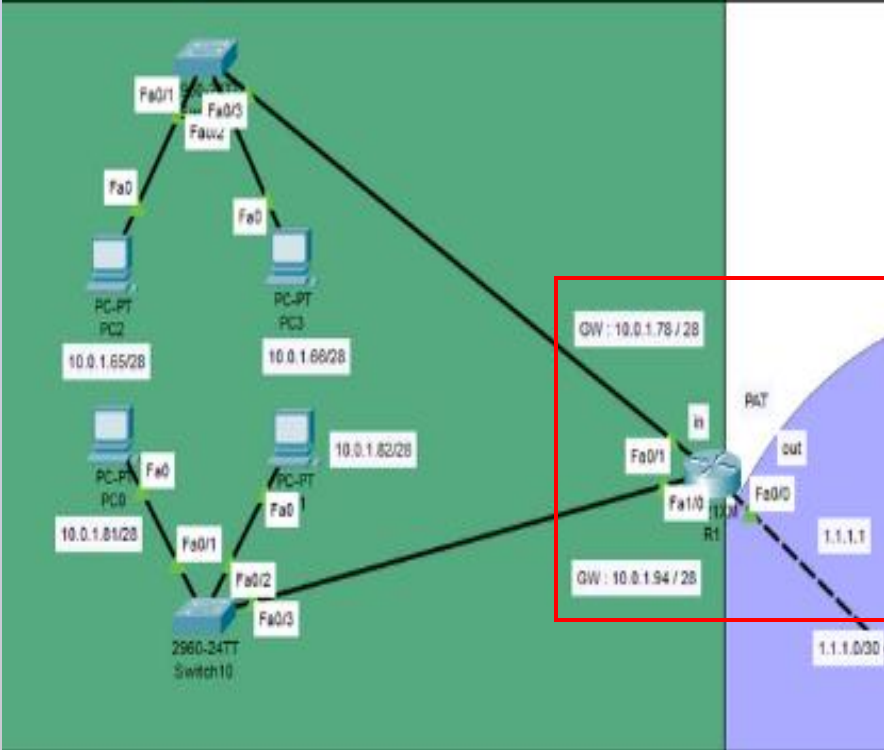 Fa0/1
Fa0/3
Fa0/2
Fa0
Fa0
PC-PT
PC2
PC-PT
PC3
10.0.1.65/28
10.0.1.66/28
GW : 10.0.1.78 / 28
PAT
in
out
Fa0/1
Fa0/0
Fa1/0
R1
1.1.1.1
GW : 10.0.1.94 / 28
1.1.1.0/30
10.0.1.82/28
Fa0
PC-PT
PC0
PC-PT
1
Fa0
10.0.1.81/28
Fa0/1
Fa0/2
Fa0/3
2960-24TT
Switch10